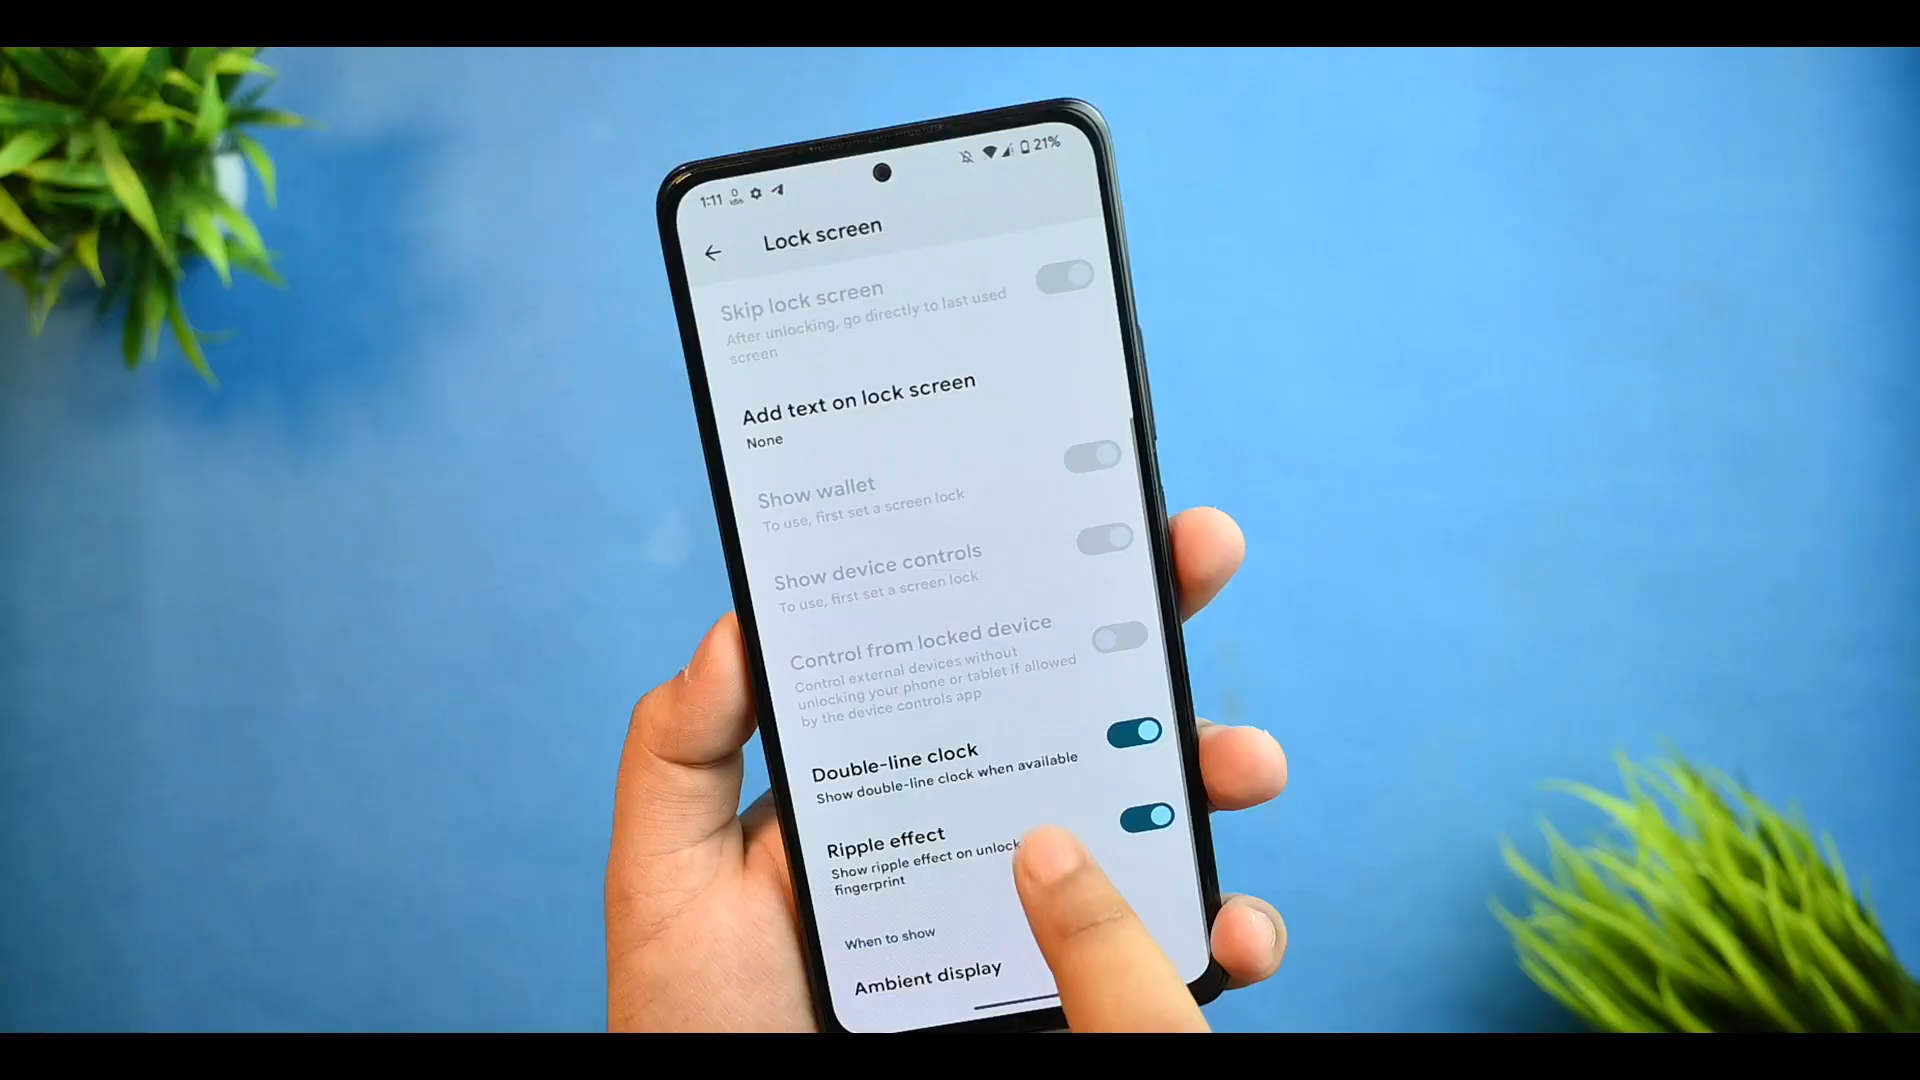 1:11 0 21%
Lock screen
Skip lock screen
After unlocking, go directly to last used
screen
Add text on lock screen
None
Show wallet
To use, first set a screen lock
Show device controls
To use, first set a screen lock
Control from locked device
Control external devices without
unlocking your phone or tablet if allowed
by the device controls app
Double-line clock
Show double-line clock when available
Ripple effect
Show ripple effect on unlock
fingerprint
When to show
Ambient display